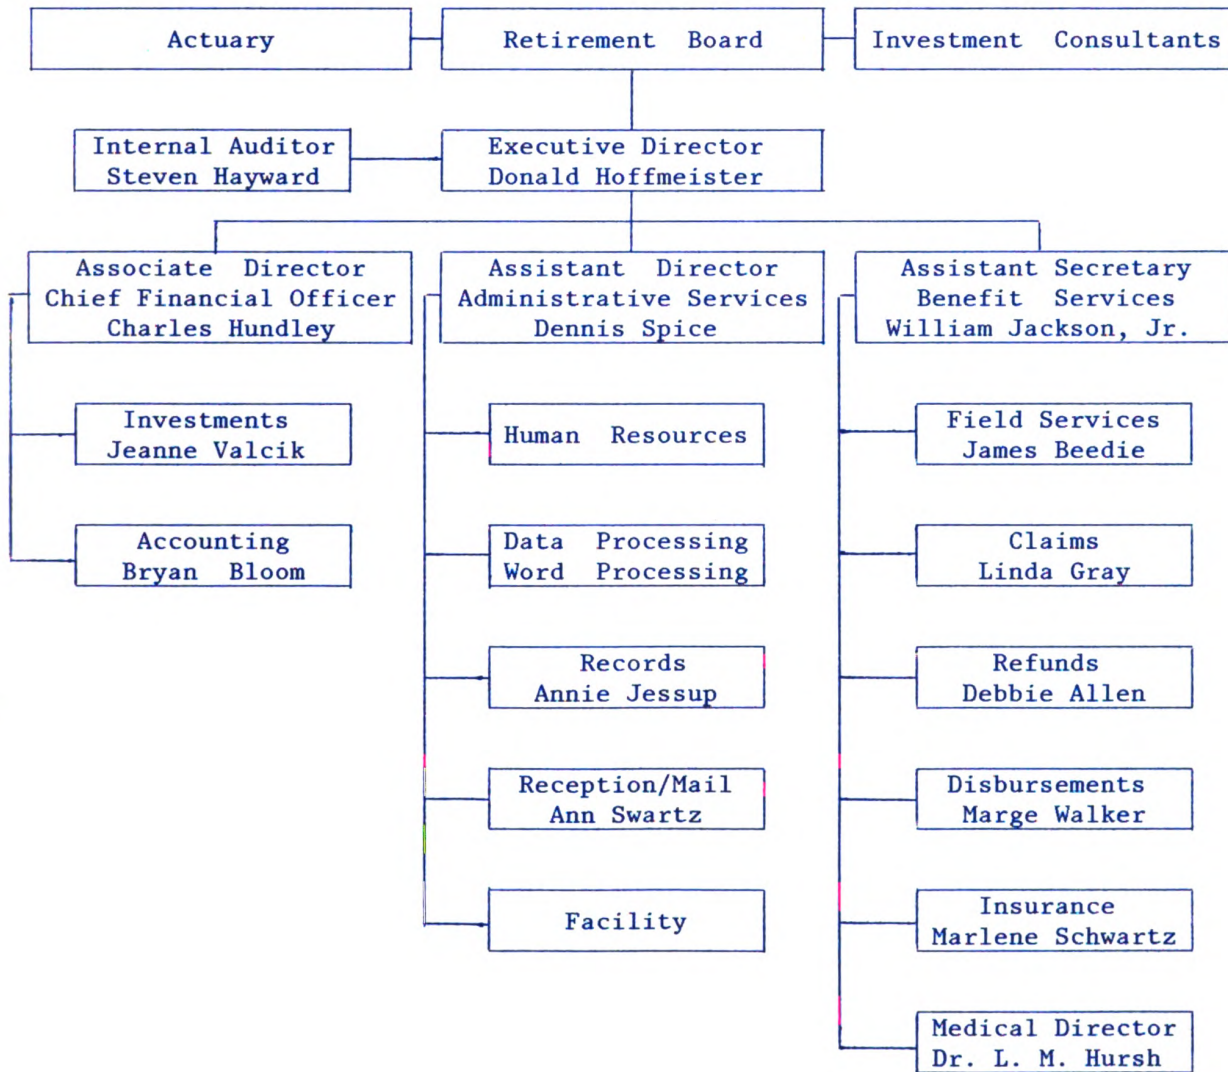 Actuary
Retirement Board
Investment Consultants
Internal Auditor
Steven Hayward
Executive Director
Donald Hoffmeister
Associate Director
Chief Financial Officer
Charles Hundley
Assistant Director
Administrative Services
Dennis Spice
Assistant Secretary
Benefit Services
William Jackson, Jr.
Investments
Jeanne Valcik
Accounting
Bryan Bloom
Human Resources
Data Processing
Word Processing
Records
Annie Jessup
Reception/Mail
Ann Swartz
Facility
Field Services
James Beedie
Claims
Linda Gray
Refunds
Debbie Allen
Disbursements
Marge Walker
Insurance
Marlene Schwartz
Medical Director
Dr. L. M. Hursh